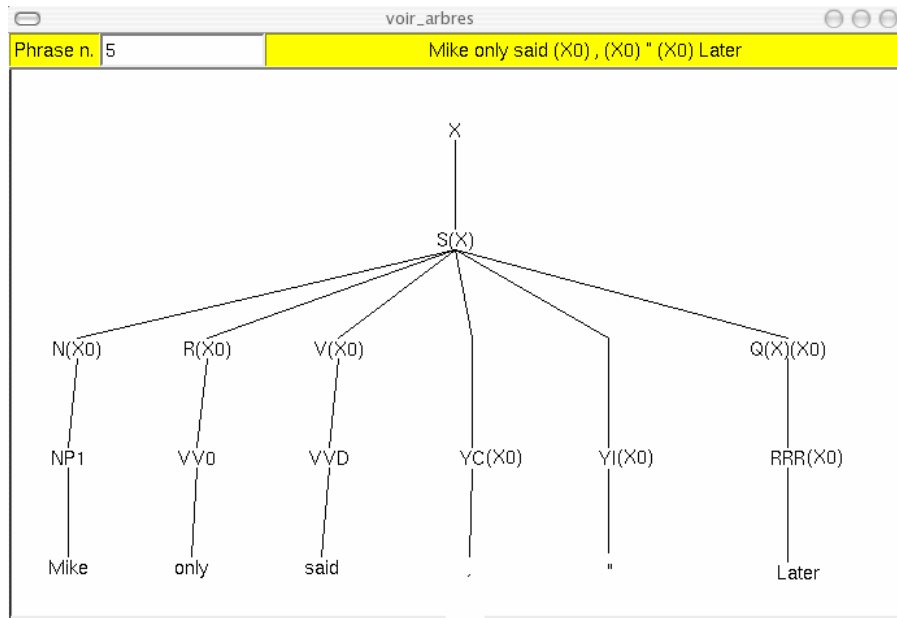 voir_arbres
Phrase n. 5 Mike only said (X0) , (X0) " (X0) Later
X
S(X)
N(X0) R(X0) V(X0) Q(X)(X0)
NP1 VV0 VVD YC(X0) YI(X0) RRR(X0)
Mike only said , " Later